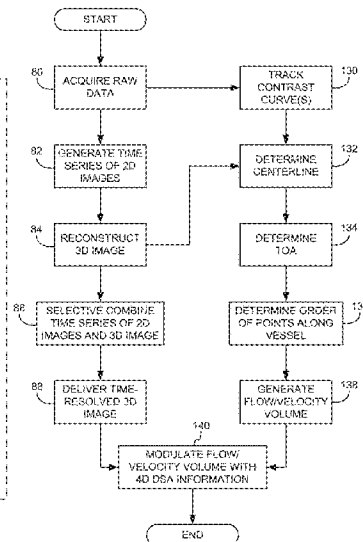 START
80
ACQUIRE RAW
DATA
130
TRACK
CONTRAST
CURVE(S)
82
GENERATE TIME
SERIES OF 2D
IMAGES
132
DETERMINE
CENTERLINE
84
RECONSTRUCT
3D IMAGE
134
DETERMINE
TOA
86
SELECTIVE COMBINE
TIME SERIES OF 2D
IMAGES AND 3D IMAGE
13
DETERMINE ORDER
OF POINTS ALONG
VESSEL
88
DELIVER TIME-
RESOLVED 3D
IMAGE
138
GENERATE
FLOW/VELOCITY
VOLUME
140
MODULATE FLOW/
VELOCITY VOLUME WITH
4D DSA INFORMATION
END